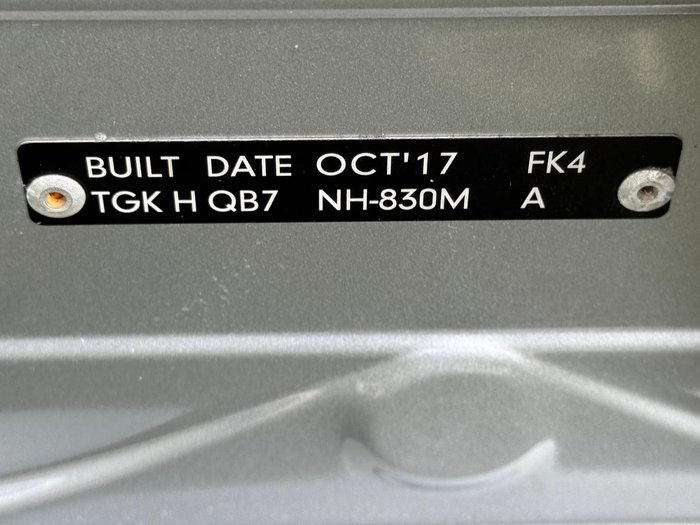 BUILT DATE OCT'17 FK4
TGK H QB7 NH-830M A